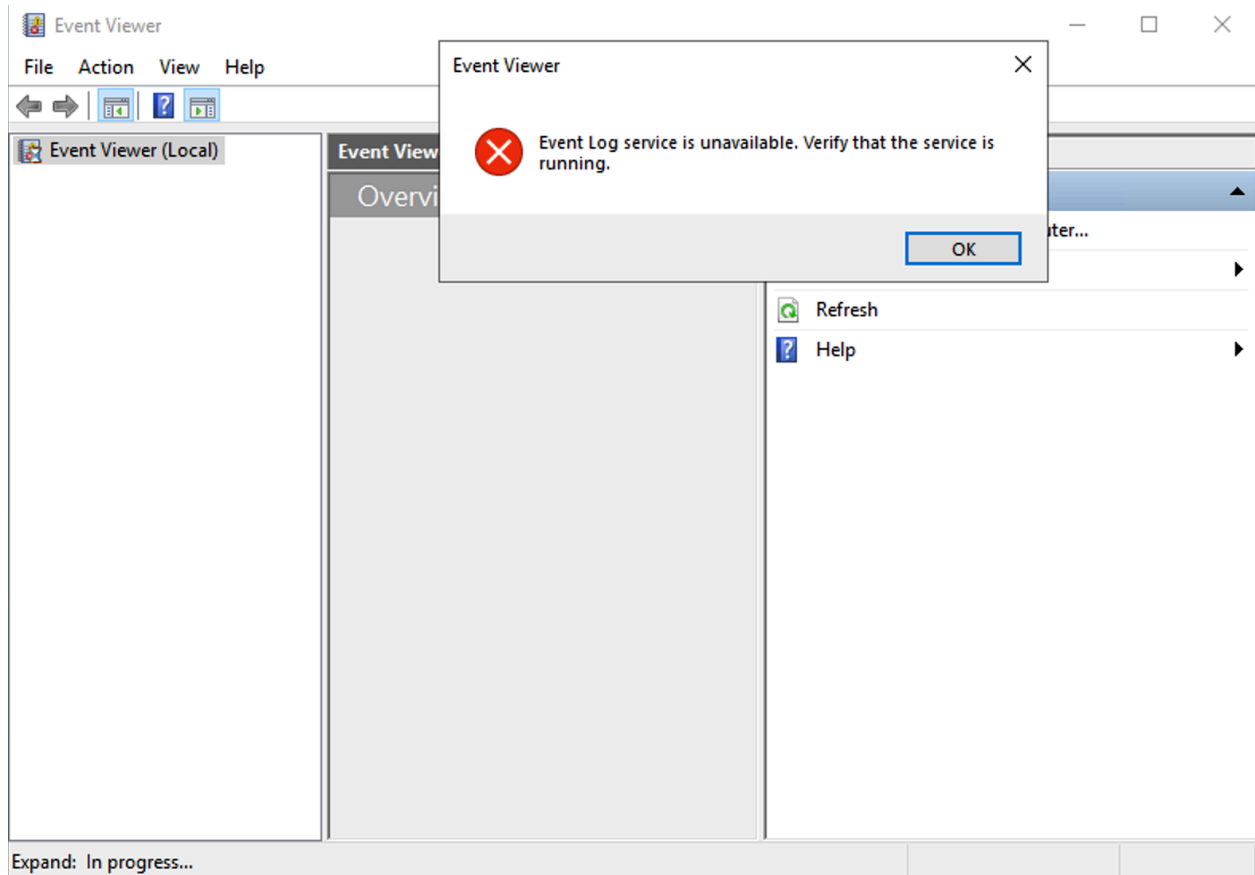 Event Viewer
File Action View Help
Event Viewer (Local)
Event View
Overvi
Event Viewer
Event Log service is unavailable. Verify that the service is
running.
OK
uter...
Refresh
Help
Expand: In progress...